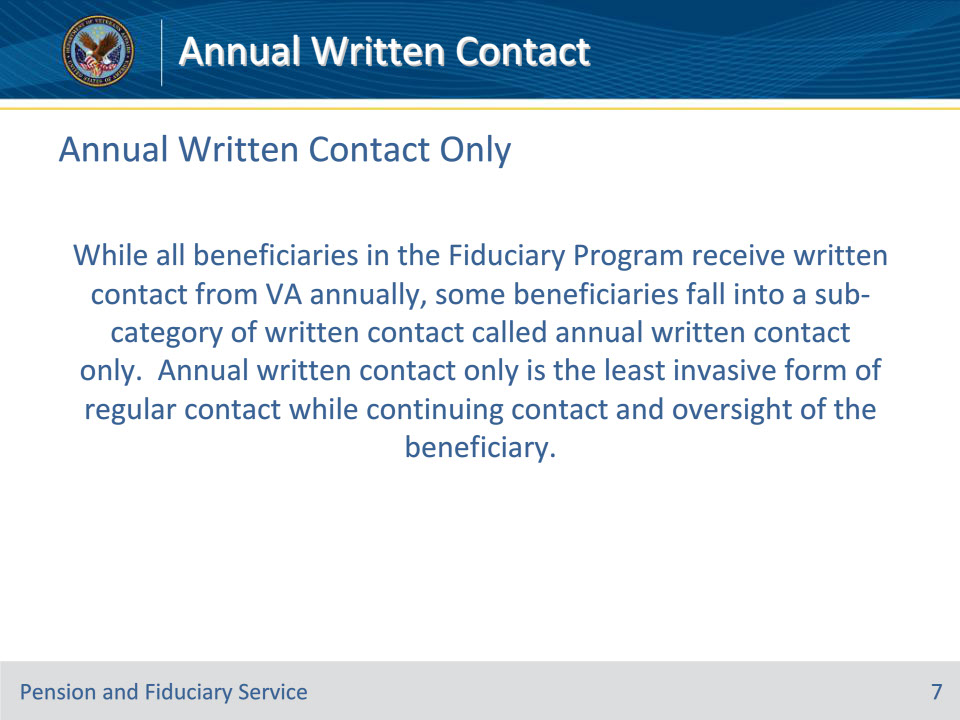 Annual Written Contact
Annual Written Contact Only
While all beneficiaries in the Fiduciary Program receive written
contact from VA annually, some beneficiaries fall into a sub-
category of written contact called annual written contact
only.  Annual written contact only is the least invasive form of
regular contact while continuing contact and oversight of the
beneficiary.
Pension and Fiduciary Service
7